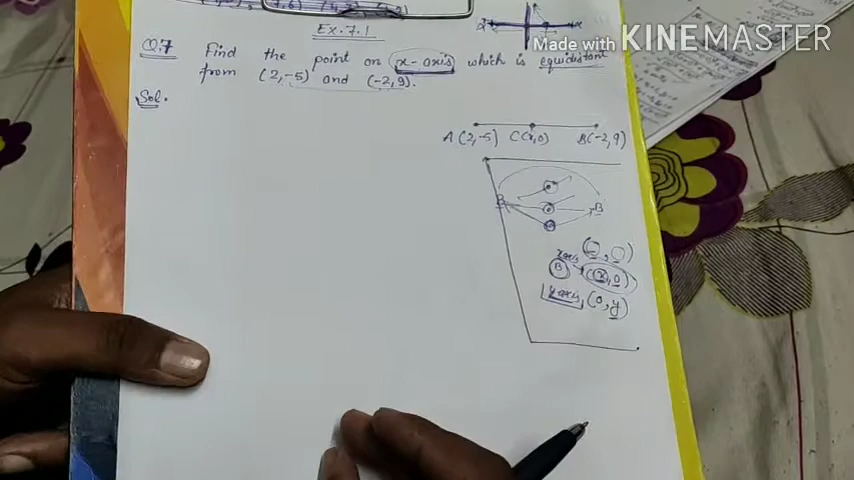 Ex. 7.1
Made with KINEMASTER
Q.7 Find the point on x-axis which is equidistant
from (2,-5) and (-2,9).
Sol.
A(2,-5) C(x,0) B(-2,9)
B
x axis
B (x,0)
y axis (0,y)